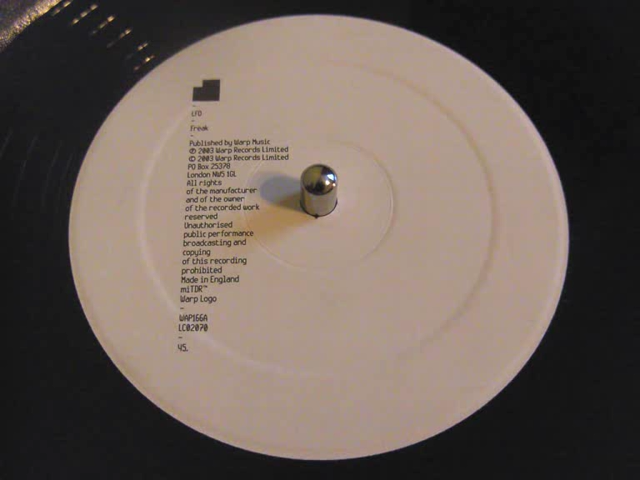 -
LFO
-
Freak
-
Published by Warp Music
℗ 2003 Warp Records Limited
© 2003 Warp Records Limited
PO Box 25378
London NW5 1GL
All rights
of the manufacturer
and of the owner
of the recorded work
reserved
Unauthorised
public performance
broadcasting and
copying
of this recording
prohibited
Made in England
miTDR™
Warp Logo
-
WAP166A
LC02070
-
45.